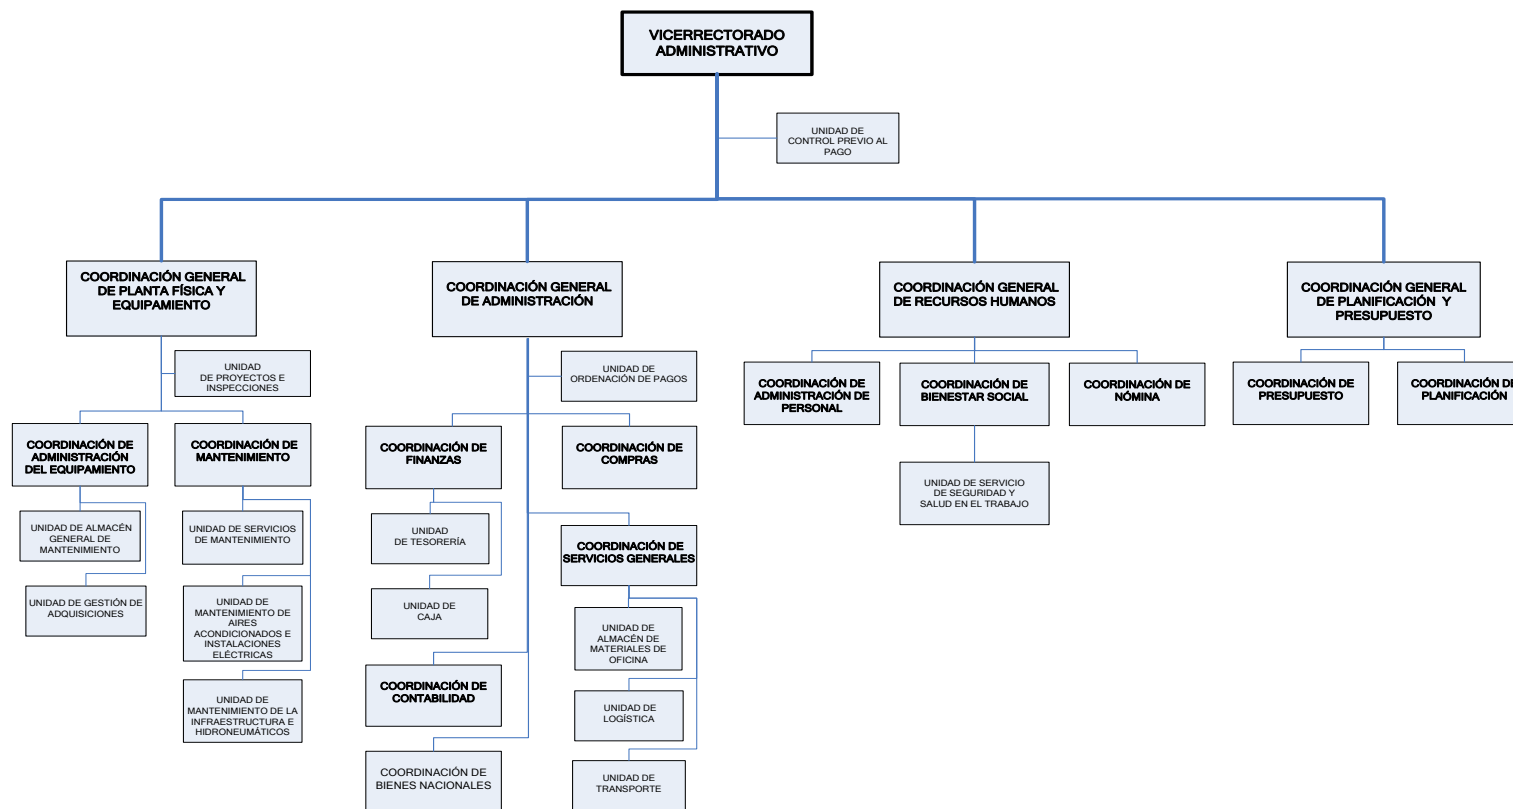 VICERRECTORADO
ADMINISTRATIVO
UNIDAD DE
CONTROL PREVIO AL
PAGO
COORDINACIÓN GENERAL
DE PLANTA FÍSICA Y
EQUIPAMIENTO
COORDINACIÓN GENERAL
DE ADMINISTRACIÓN
COORDINACIÓN GENERAL
DE RECURSOS HUMANOS
COORDINACIÓN GENERAL
DE PLANIFICACIÓN Y
PRESUPUESTO
UNIDAD
DE PROYECTOS E
INSPECCIONES
UNIDAD DE
ORDENACIÓN DE PAGOS
COORDINACIÓN DE
ADMINISTRACIÓN DE
PERSONAL
COORDINACIÓN DE
BIENESTAR SOCIAL
COORDINACIÓN DE
NÓMINA
COORDINACIÓN DE
PRESUPUESTO
COORDINACIÓN DE
PLANIFICACIÓN
COORDINACIÓN DE
ADMINISTRACIÓN
DEL EQUIPAMIENTO
COORDINACIÓN DE
MANTENIMIENTO
COORDINACIÓN DE
FINANZAS
COORDINACIÓN DE
COMPRAS
UNIDAD DE SERVICIO
DE SEGURIDAD Y
SALUD EN EL TRABAJO
UNIDAD DE ALMACÉN
GENERAL DE
MANTENIMIENTO
UNIDAD DE SERVICIOS
DE MANTENIMIENTO
UNIDAD
DE TESORERÍA
COORDINACIÓN DE
SERVICIOS GENERALES
UNIDAD DE GESTIÓN DE
ADQUISICIONES
UNIDAD DE
MANTENIMIENTO DE
AIRES
ACONDICIONADOS E
INSTALACIONES
ELÉCTRICAS
UNIDAD DE
CAJA
UNIDAD DE
ALMACÉN DE
MATERIALES DE
OFICINA
UNIDAD DE
MANTENIMIENTO DE LA
INFRAESTRUCTURA E
HIDRONEUMÁTICOS
COORDINACIÓN DE
CONTABILIDAD
UNIDAD DE
LOGÍSTICA
COORDINACIÓN DE
BIENES NACIONALES
UNIDAD DE
TRANSPORTE